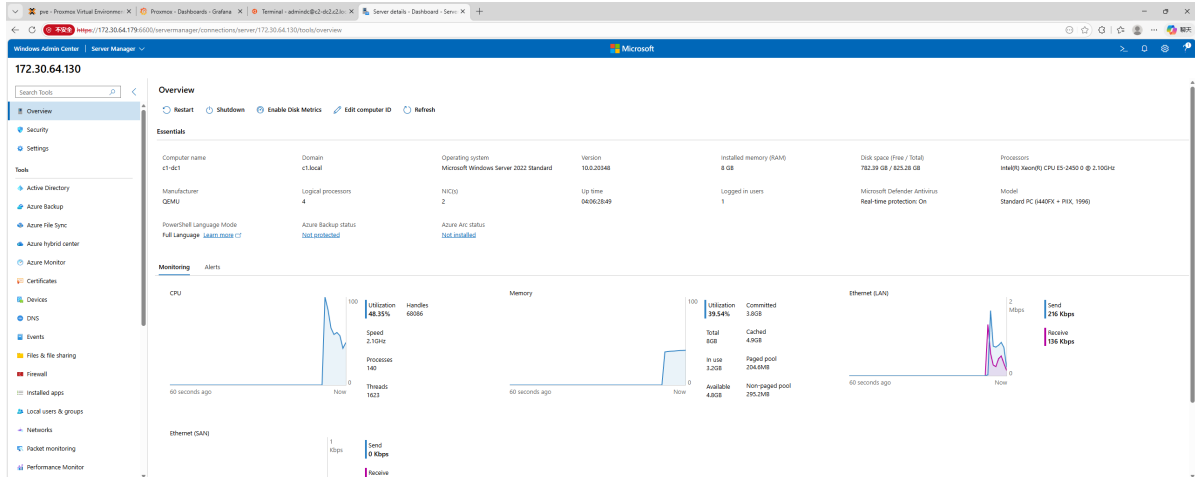 pve - Proxmox Virtual Environme
Proxmox - Dashboards - Grafana
Terminal - admindc@c2-dc2.c2.lo
Server details - Dashboard - Serve
不安全 https://172.30.64.179:6600/servermanager/connections/server/172.30.64.130/tools/overview
聊天
Windows Admin Center | Server Manager
Microsoft
172.30.64.130
Search Tools
Overview
Security
Settings
Tools
Active Directory
Azure Backup
Azure File Sync
Azure hybrid center
Azure Monitor
Certificates
Devices
DNS
Events
Files & file sharing
Firewall
Installed apps
Local users & groups
Networks
Packet monitoring
Performance Monitor
Overview
Restart Shutdown Enable Disk Metrics Edit computer ID Refresh
Essentials
Computer name Domain Operating system Version Installed memory (RAM) Disk space (Free / Total) Processors
c1-dc1 c1.local Microsoft Windows Server 2022 Standard 10.0.20348 8 GB 782.39 GB / 825.28 GB Intel(R) Xeon(R) CPU E5-2450 0 @ 2.10GHz
Manufacturer Logical processors NIC(s) Up time Logged in users Microsoft Defender Antivirus Model
QEMU 4 2 04:06:28:49 1 Real-time protection: On Standard PC (i440FX + PIIX, 1996)
PowerShell Language Mode Azure Backup status Azure Arc status
Full Language Learn more Not protected Not installed
Monitoring Alerts
CPU
100
0
60 seconds ago Now
Utilization Handles
48.35% 68086
Speed
2.1GHz
Processes
140
Threads
1623
Memory
100
0
60 seconds ago Now
Utilization Committed
39.54% 3.8GB
Total Cached
8GB 4.9GB
In use Paged pool
3.2GB 204.6MB
Available Non-paged pool
4.8GB 295.2MB
Ethernet (LAN)
2
Mbps
0
60 seconds ago Now
Send
216 Kbps
Receive
136 Kbps
Ethernet (SAN)
1
Kbps
Send
0 Kbps
Receive